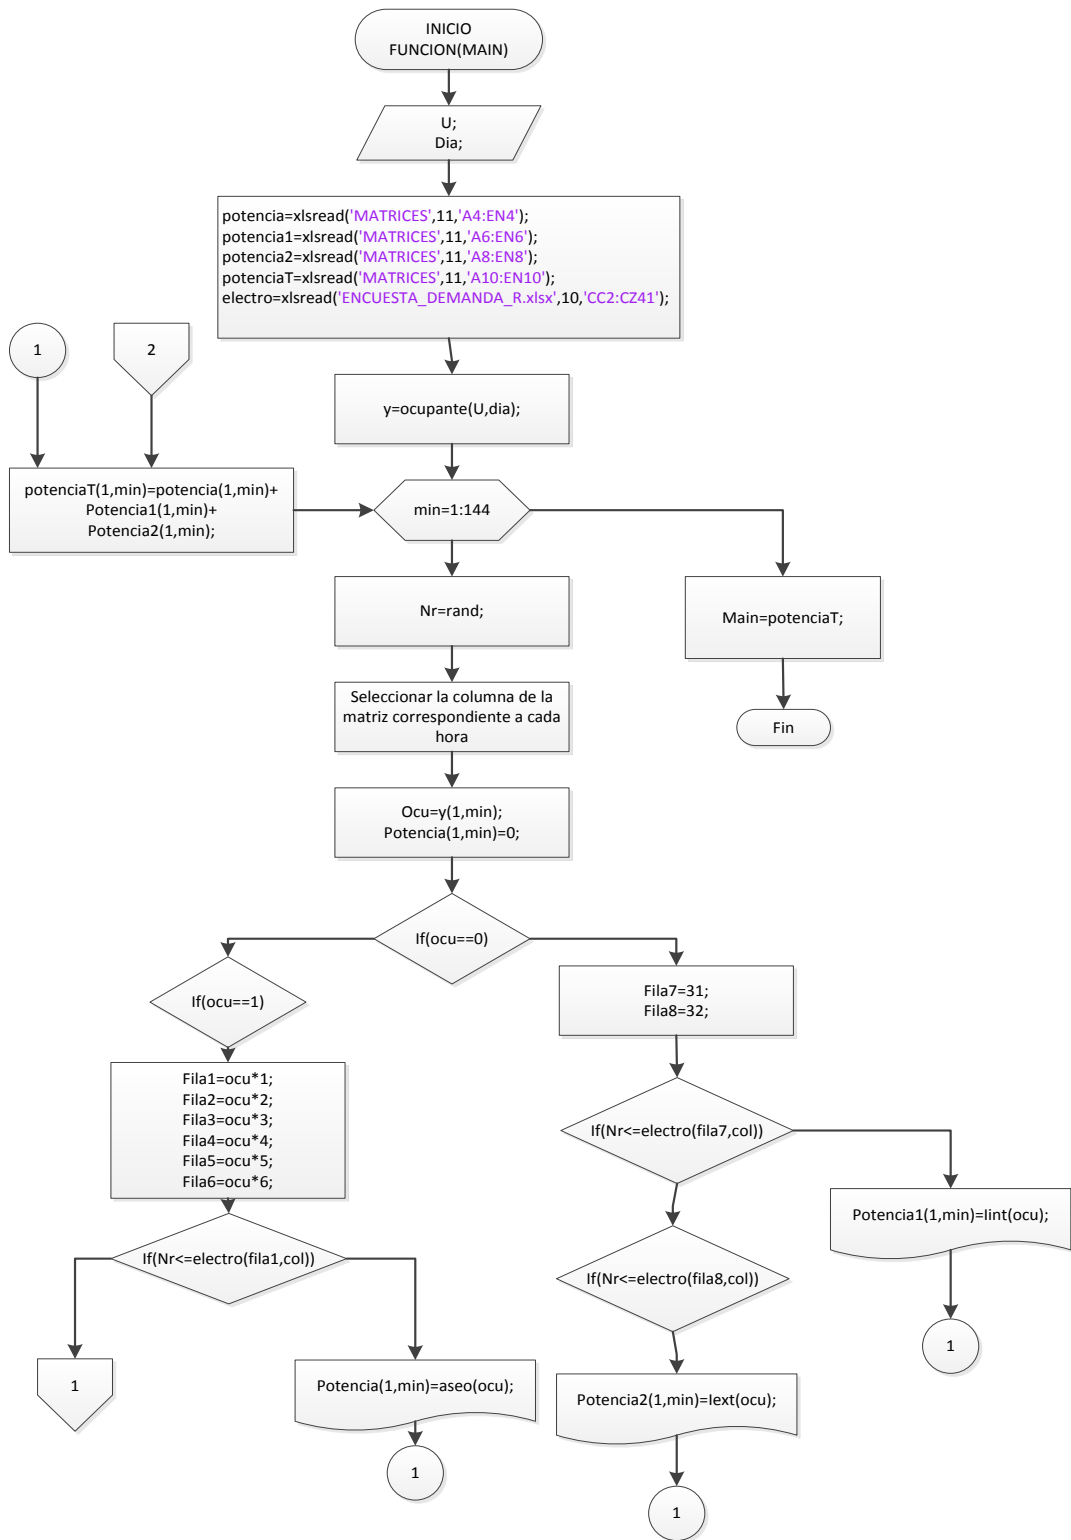 INICIO
FUNCION(MAIN)
U;
Dia;
potencia=xlsread('MATRICES',11,'A4:EN4');
potencia1=xlsread('MATRICES',11,'A6:EN6');
potencia2=xlsread('MATRICES',11,'A8:EN8');
potenciaT=xlsread('MATRICES',11,'A10:EN10');
electro=xlsread('ENCUESTA_DEMANDA_R.xlsx',10,'CC2:CZ41');
1
2
y=ocupante(U,dia);
potenciaT(1,min)=potencia(1,min)+
Potencia1(1,min)+
Potencia2(1,min);
min=1:144
Nr=rand;
Main=potenciaT;
Seleccionar la columna de la
matriz correspondiente a cada
hora
Fin
Ocu=y(1,min);
Potencia(1,min)=0;
If(ocu==0)
If(ocu==1)
Fila7=31;
Fila8=32;
Fila1=ocu*1;
Fila2=ocu*2;
Fila3=ocu*3;
Fila4=ocu*4;
Fila5=ocu*5;
Fila6=ocu*6;
If(Nr<=electro(fila7,col))
Potencia1(1,min)=Iint(ocu);
If(Nr<=electro(fila1,col))
If(Nr<=electro(fila8,col))
1
1
Potencia(1,min)=aseo(ocu);
Potencia2(1,min)=Iext(ocu);
1
1